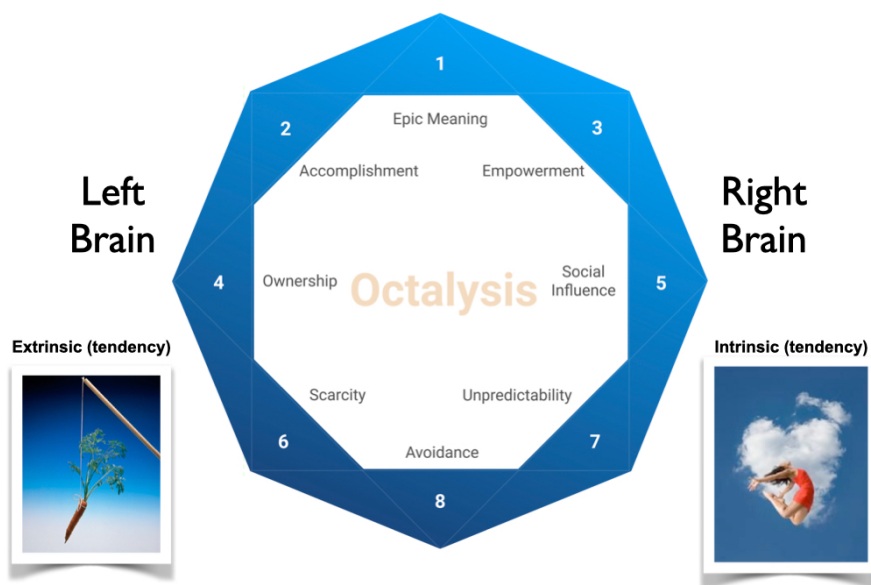 1
Epic Meaning
2
3
Accomplishment
Empowerment
Left
Brain
Right
Brain
4
Ownership
Octalysis
Social
Influence
5
Extrinsic (tendency)
Intrinsic (tendency)
Scarcity
Unpredictability
6
7
Avoidance
8